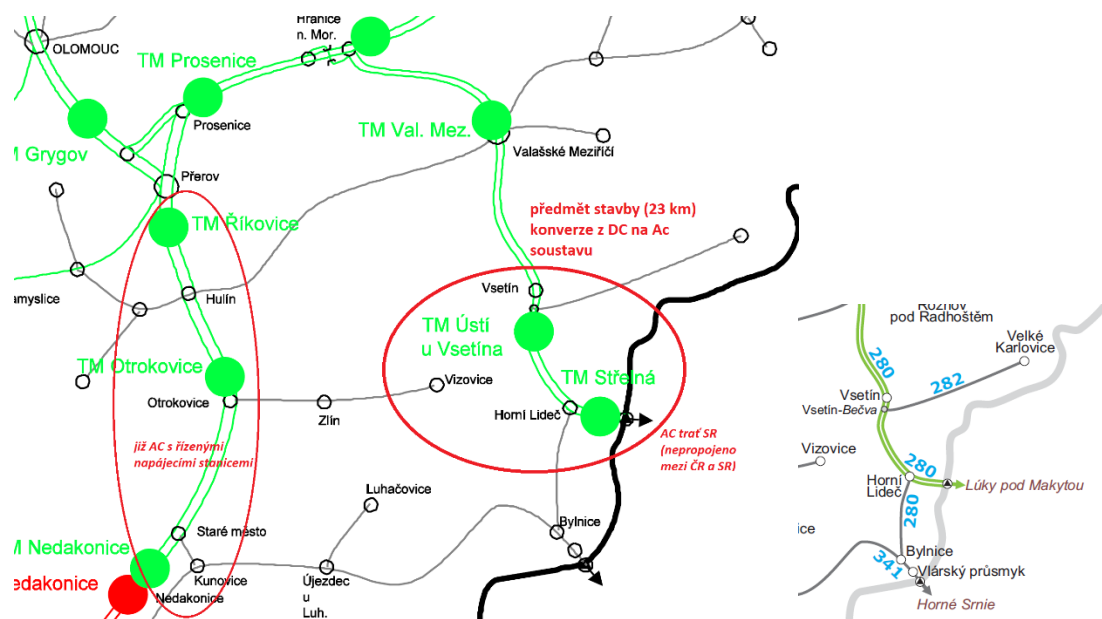 OLOMOUC
Hranice
n. Mor.
TM Prosenice
Prosenice
TM Val. Mez.
Valašské Meziříčí
M Grygov
Přerov
TM Říkovice
předmět stavby (23 km)
konverze z DC na Ac
soustavu
Hulín
amyslice
Vsetín
TM Ústí
u Vsetína
TM Otrokovice
TM Střelná
Otrokovice
Vizovice
Zlín
Horní Lideč
již AC s řízenými
napájecími stanicemi
AC trať SR
(nepropojeno
mezi ČR a SR)
Luhačovice
Staré město
Bylnice
M Nedakonice
Kunovice
Újezdec
u
Luh.
edakonice
Nedakonice
pod Radhoštěm
Velké
Karlovice
280
282
Vsetín
Vsetín-Bečva
Vizovice
280
Horní
Lideč
Lúky pod Makytou
280
ice
Bylnice
341
Vlárský průsmyk
Horné Srnie